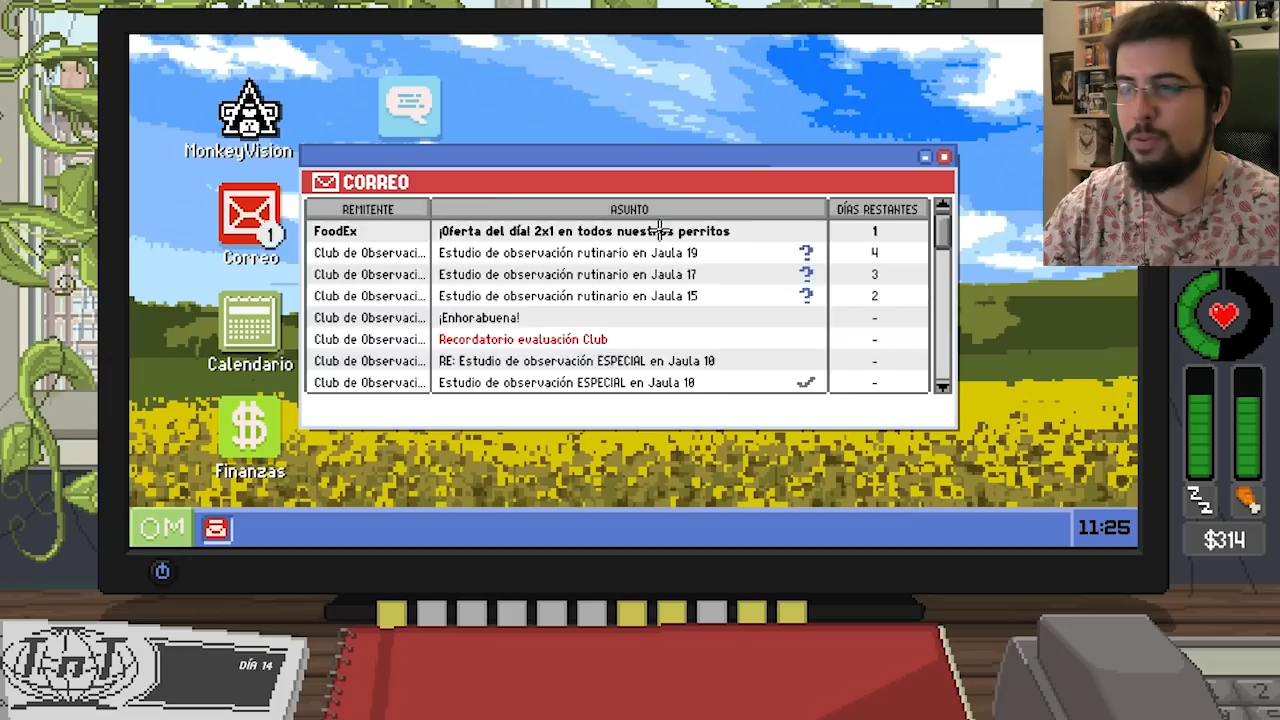 MonkeyVision
Correo
1
Calendario
Finanzas
CORREO
REMITENTE ASUNTO DÍAS RESTANTES
FoodEx ¡Oferta del día! 2x1 en todos nuestros perritos 1
Club de Observaci... Estudio de observación rutinario en Jaula 19 ? 4
Club de Observaci... Estudio de observación rutinario en Jaula 17 ? 3
Club de Observaci... Estudio de observación rutinario en Jaula 15 ? 2
Club de Observaci... ¡Enhorabuena! -
Club de Observaci... Recordatorio evaluación Club -
Club de Observaci... RE: Estudio de observación ESPECIAL en Jaula 10 -
Club de Observaci... Estudio de observación ESPECIAL en Jaula 10 -
OM
11:25
$314
TnT
DÍA 14
2